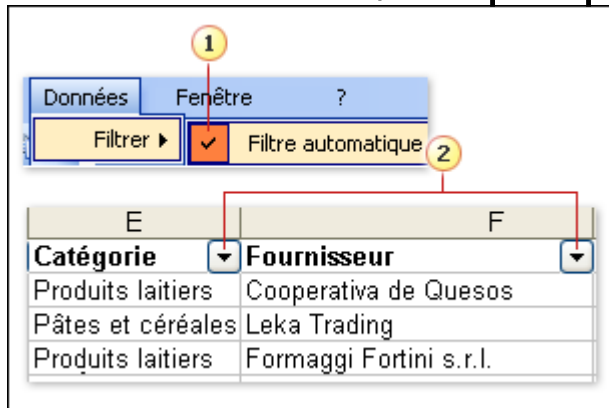 1
Données Fenêtre ?
Filtrer Filtre automatique
2
E F
Catégorie Fournisseur
Produits laitiers Cooperativa de Quesos
Pâtes et céréales Leka Trading
Produits laitiers Formaggi Fortini s.r.l.